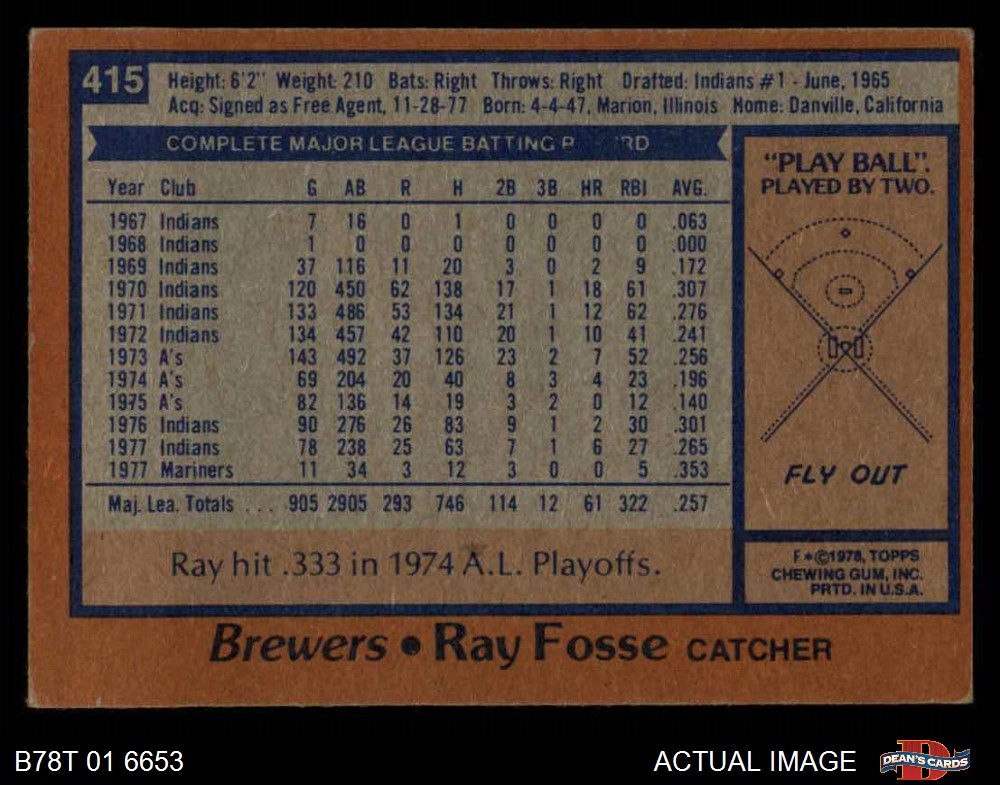 415
Height: 6'2" Weight: 210 Bats: Right Throws: Right Drafted: Indians #1 - June, 1965
Acq: Signed as Free Agent, 11-28-77 Born: 4-4-47, Marion, Illinois Home: Danville, California
COMPLETE MAJOR LEAGUE BATTING
Year Club G AB R H 2B 3B HR RBI AVG.
1967 Indians 7 16 0 1 0 0 0 0 .063
1968 Indians 1 0 0 0 0 0 0 0 .000
1969 Indians 37 116 11 20 3 0 2 9 .172
1970 Indians 120 450 62 138 17 1 18 61 .307
1971 Indians 133 486 53 134 21 1 12 62 .276
1972 Indians 134 457 42 110 20 1 10 41 .241
1973 A's 143 492 37 126 23 2 7 52 .256
1974 A's 69 204 20 40 8 3 4 23 .196
1975 A's 82 136 14 19 3 2 0 12 .140
1976 Indians 90 276 26 83 9 1 2 30 .301
1977 Indians 78 238 25 63 7 1 6 27 .265
1977 Mariners 11 34 3 12 3 0 0 5 .353
Maj. Lea. Totals ... 905 2905 293 746 114 12 61 322 .257
Ray hit .333 in 1974 A.L. Playoffs.
"PLAY BALL".
PLAYED BY TWO.
FLY OUT
F*©1978, TOPPS
CHEWING GUM, INC.
PRTD. IN U.S.A.
Brewers • Ray Fosse CATCHER
B78T 01 6653
ACTUAL IMAGE
D
DEAN'S CARDS